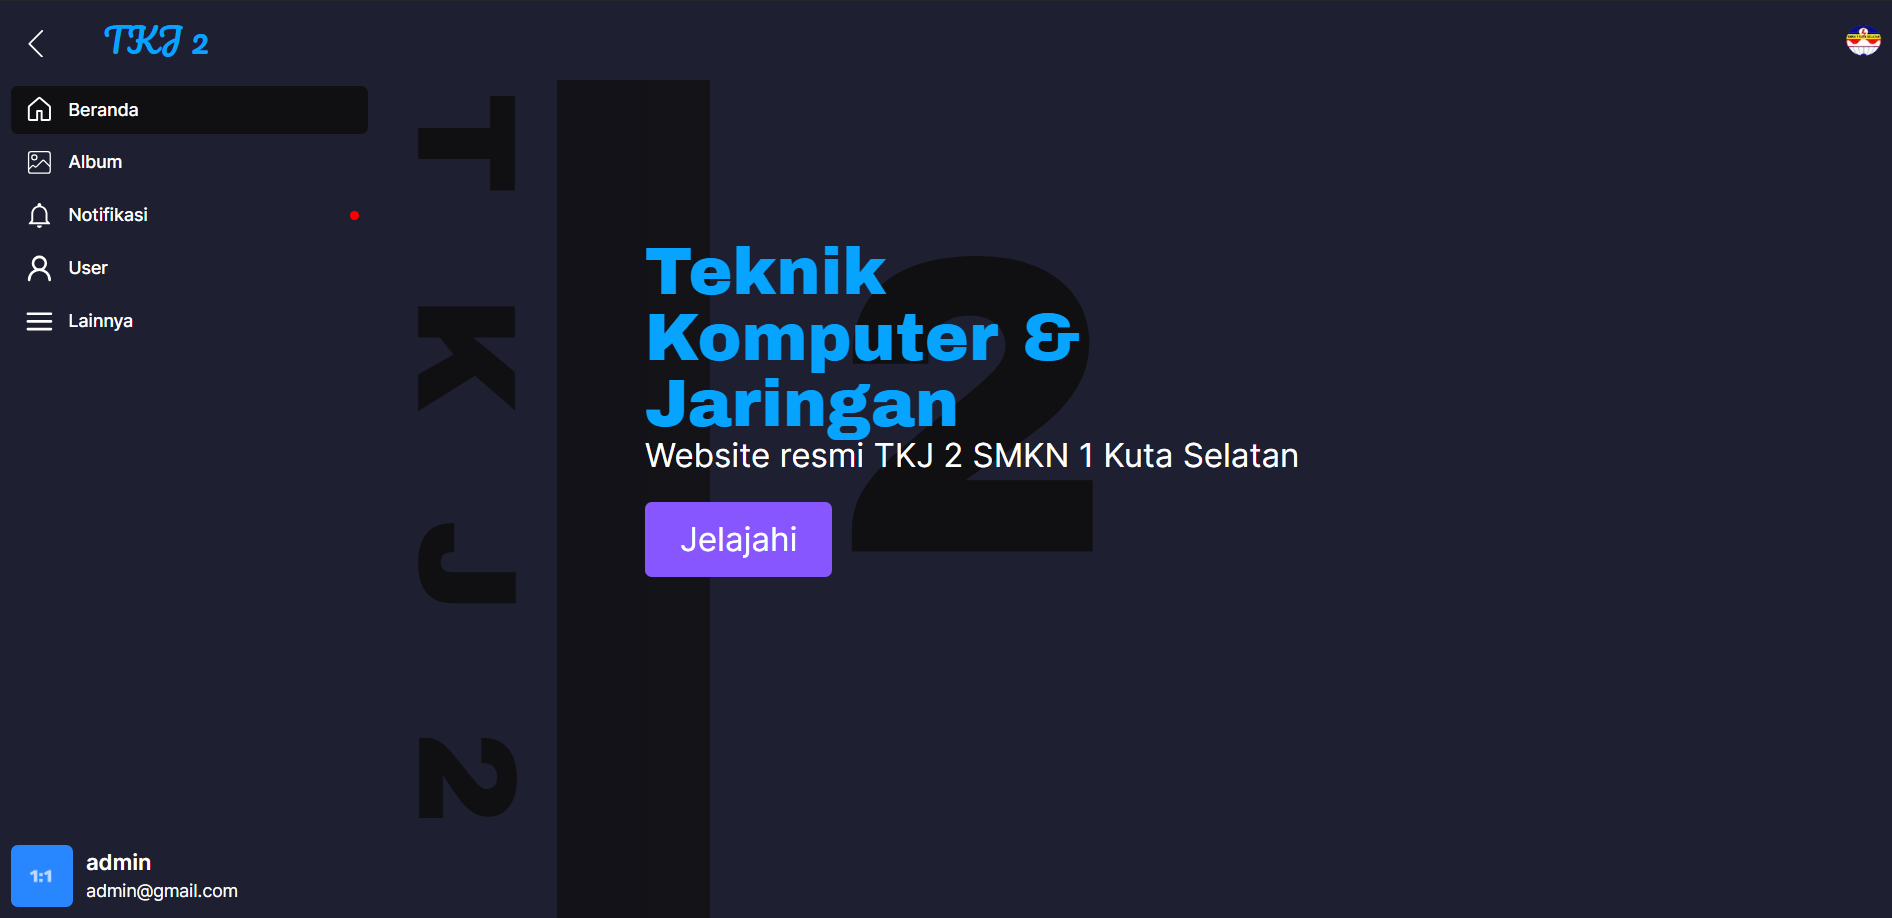 TKJ 2
Beranda
Album
Notifikasi
User
Lainnya
T K J 2
2
Teknik
Komputer &
Jaringan
Website resmi TKJ 2 SMKN 1 Kuta Selatan
Jelajahi
1:1
admin
admin@gmail.com